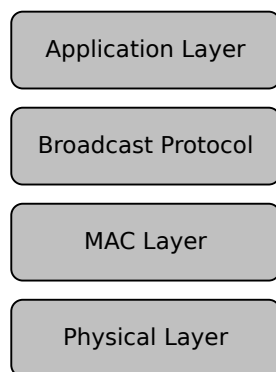 Application Layer
Broadcast Protocol
MAC Layer
Physical Layer